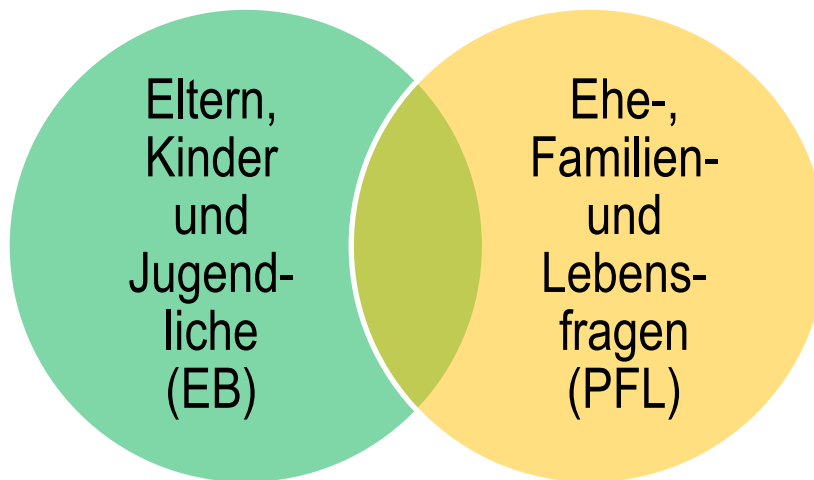 Eltern,
Kinder
und
Jugend-
liche
(EB)
Ehe-,
Familien-
und
Lebens-
fragen
(PFL)